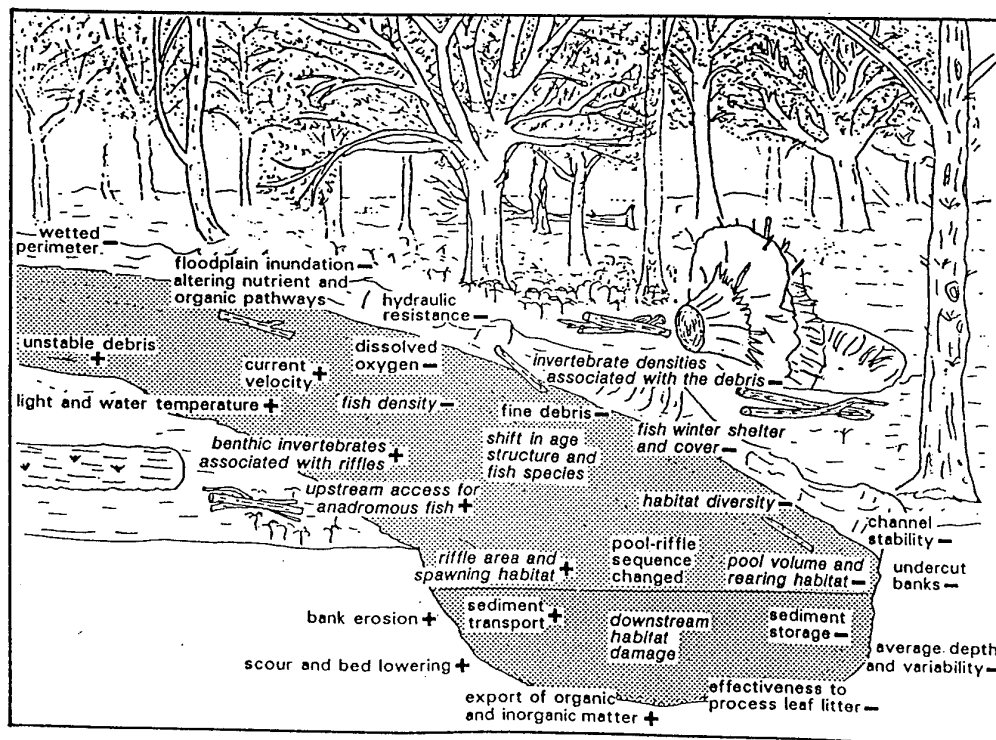 wetted
perimeter −
floodplain inundation −
altering nutrient and
organic pathways
hydraulic
resistance −
unstable debris
+
current
velocity +
dissolved
oxygen −
invertebrate densities
associated with the debris −
light and water temperature +
fish density −
fine debris −
fish winter shelter
and cover −
benthic invertebrates
associated with riffles +
shift in age
structure and
fish species
upstream access for
anadromous fish +
habitat diversity −
channel
stability −
riffle area and
spawning habitat +
pool-riffle
sequence
changed
pool volume and
rearing habitat −
undercut
banks −
bank erosion +
sediment
transport +
downstream
habitat
damage
sediment
storage −
scour and bed lowering +
average depth
and variability −
export of organic
and inorganic matter +
effectiveness to
process leaf litter −